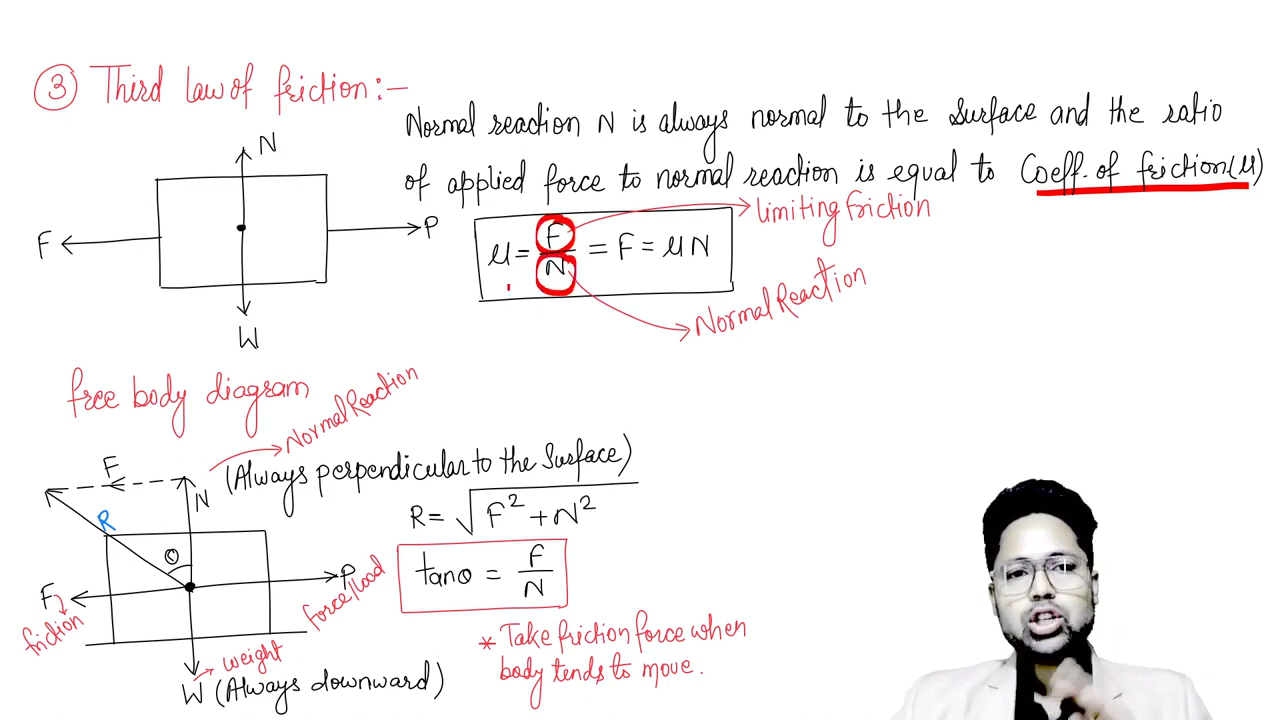 ③ Third law of friction:-
Normal reaction N is always normal to the surface and the ratio
of applied force to normal reaction is equal to Coeff. of friction(μ)
N
F
P
W
μ = F/N = F = μN
Limiting friction
Normal Reaction
free body diagram
Normal Reaction
F
N
(Always perpendicular to the surface)
R
θ
R = √F² + N²
F
P
friction
force/load
tanθ = F/N
weight
W (Always downward)
* Take friction force when
body tends to move.